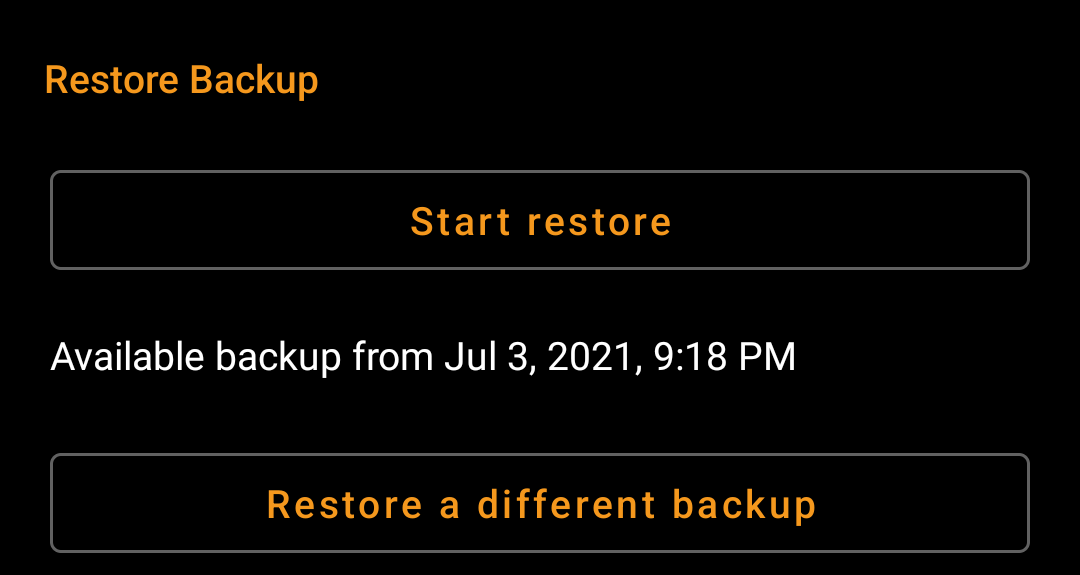 Restore Backup
Start restore
Available backup from Jul 3, 2021, 9:18 PM
Restore a different backup